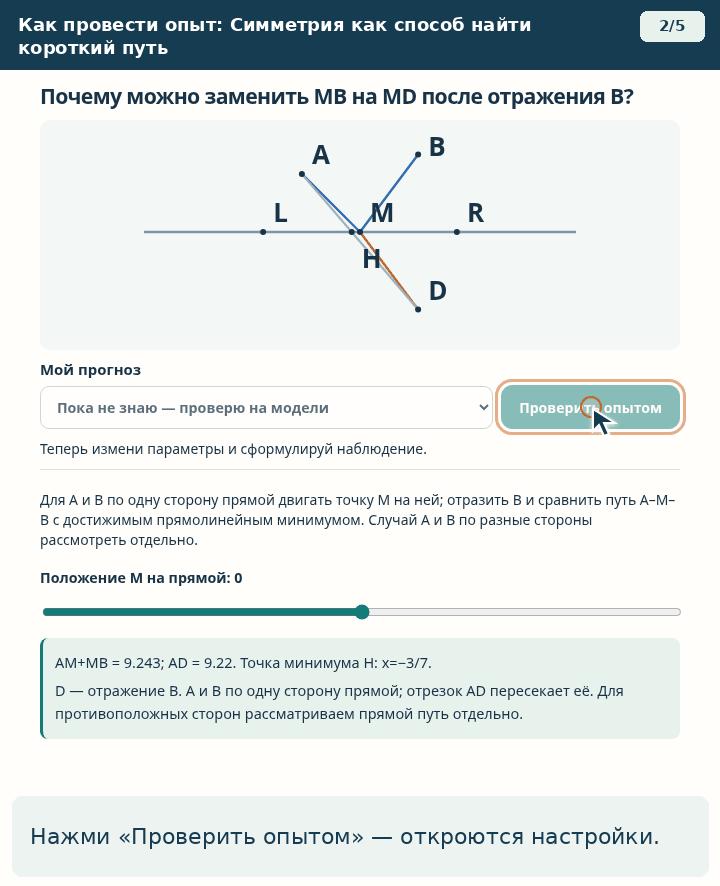 Как провести опыт: Симметрия как способ найти
короткий путь
2/5
Почему можно заменить MB на MD после отражения B?
A
B
L
M
R
H
D
Мой прогноз
Пока не знаю — проверю на модели
Проверить опытом
Теперь измени параметры и сформулируй наблюдение.
Для A и B по одну сторону прямой двигать точку M на ней; отразить B и сравнить путь A–M–
B с достижимым прямолинейным минимумом. Случай A и B по разные стороны
рассмотреть отдельно.
Положение M на прямой: 0
AM+MB = 9.243; AD = 9.22. Точка минимума H: x=−3/7.
D — отражение B. A и B по одну сторону прямой; отрезок AD пересекает её. Для
противоположных сторон рассматриваем прямой путь отдельно.
Нажми «Проверить опытом» — откроются настройки.